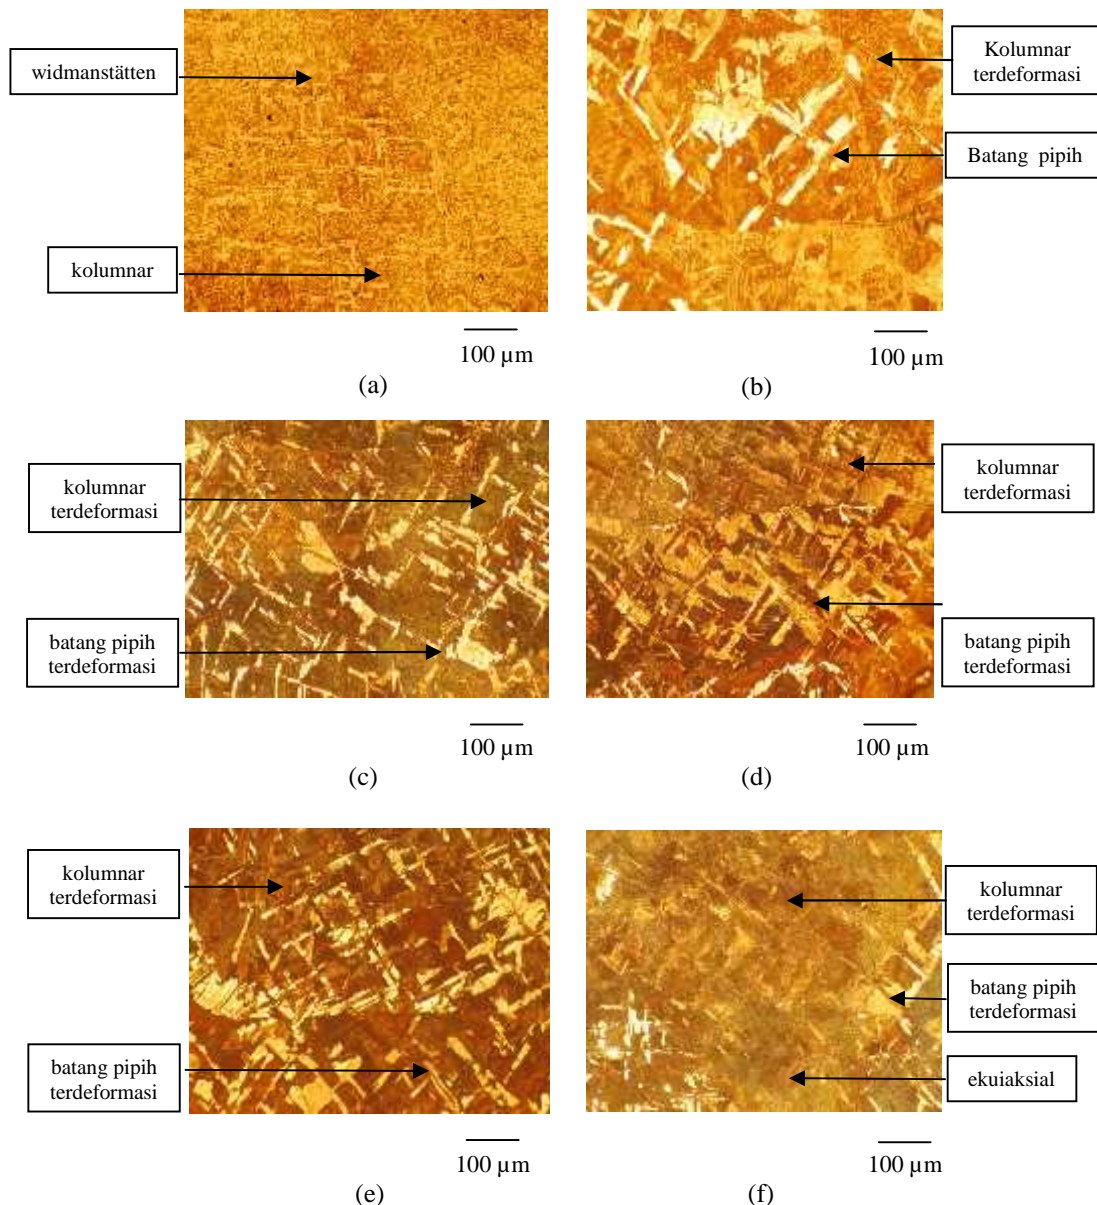 widmanstätten
kolumnar
100 µm
(a)
Kolumnar
terdeformasi
Batang pipih
100 µm
(b)
kolumnar
terdeformasi
batang pipih
terdeformasi
100 µm
(c)
kolumnar
terdeformasi
batang pipih
terdeformasi
100 µm
(d)
kolumnar
terdeformasi
batang pipih
terdeformasi
100 µm
(e)
kolumnar
terdeformasi
batang pipih
terdeformasi
ekuiaksial
100 µm
(f)